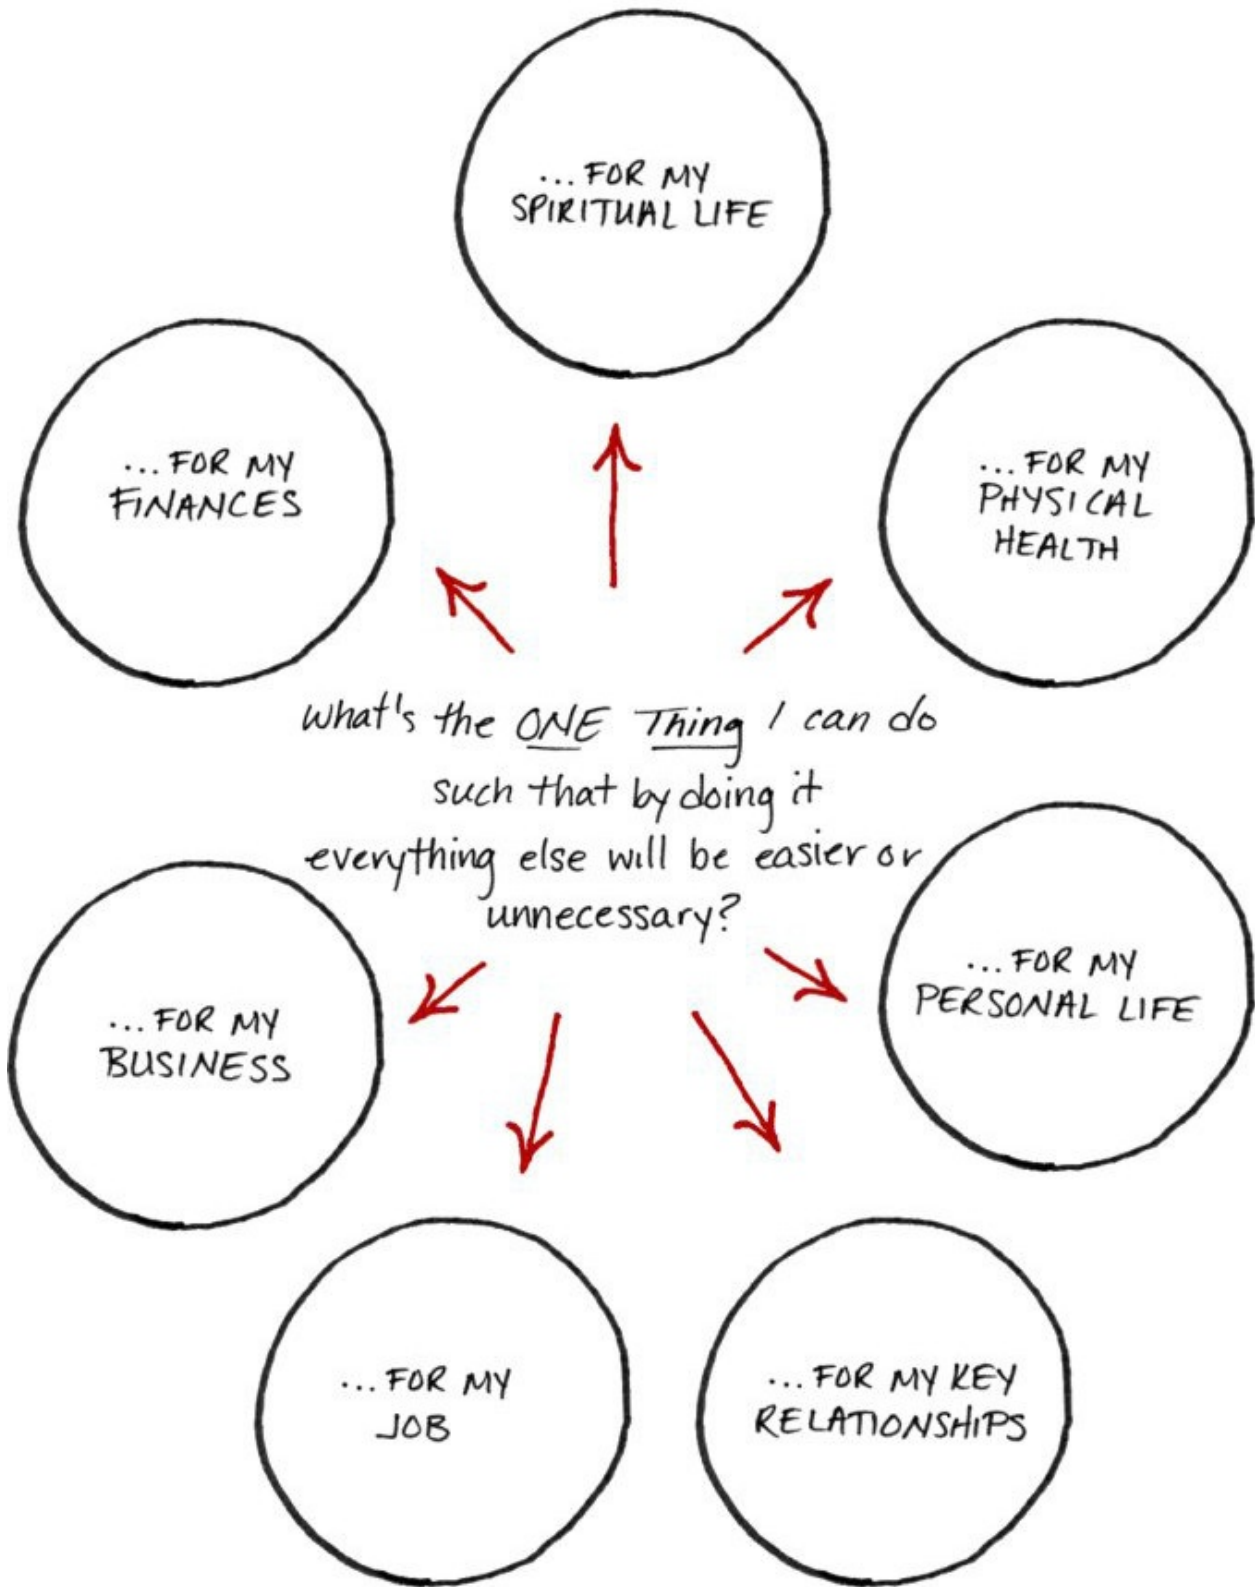 ... FOR MY
SPIRITUAL LIFE
... FOR MY
FINANCES
... FOR MY
PHYSICAL
HEALTH
what's the ONE Thing I can do
such that by doing it
everything else will be easier or
unnecessary?
... FOR MY
BUSINESS
... FOR MY
PERSONAL LIFE
... FOR MY
JOB
... FOR MY KEY
RELATIONSHIPS